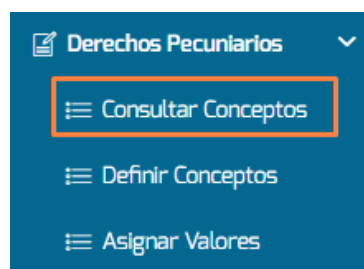 Derechos Pecuniarios
Consultar Conceptos
Definir Conceptos
Asignar Valores